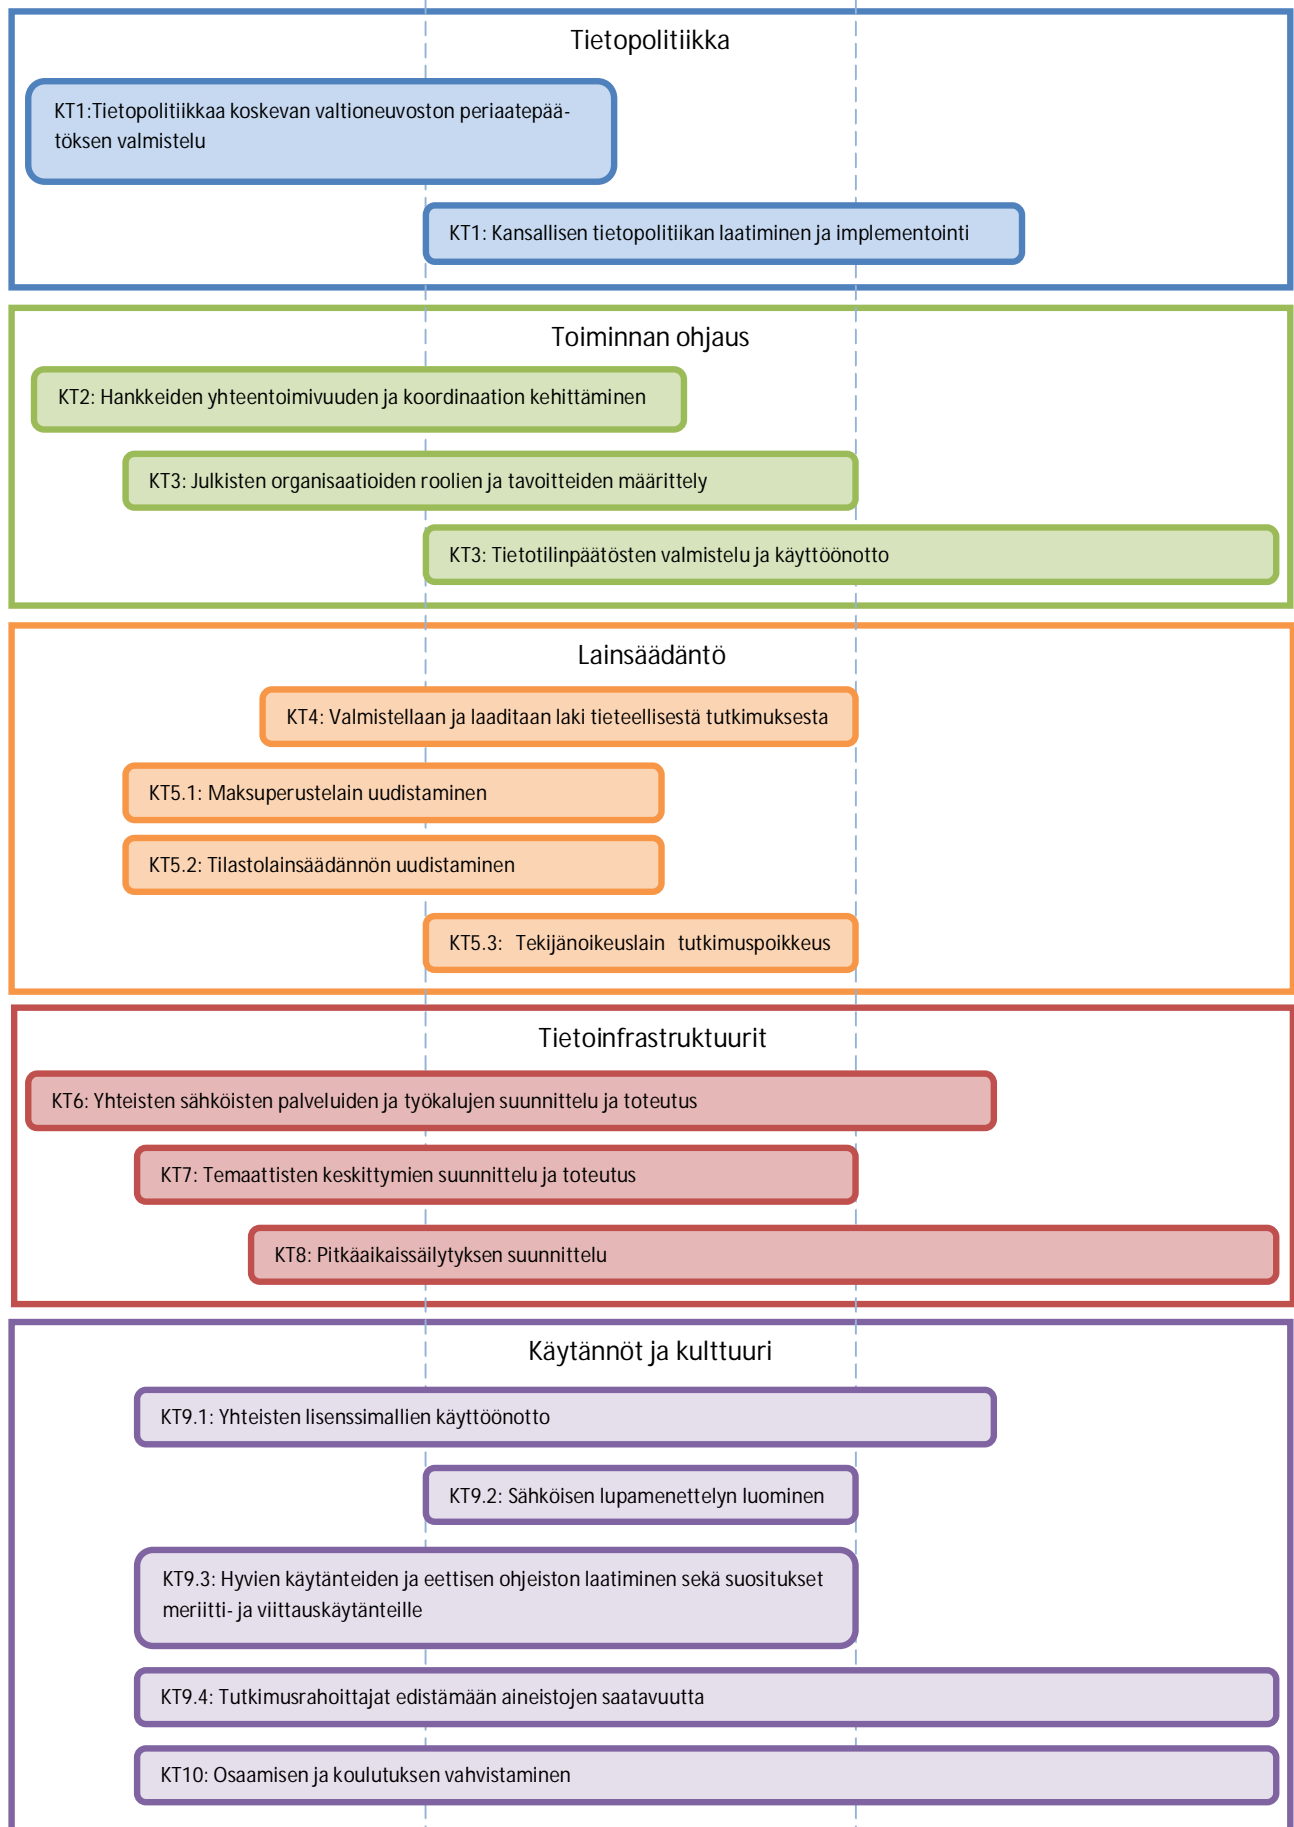 Tietopolitiikka
KT1:Tietopolitiikkaa koskevan valtioneuvoston periaatepää-
töksen valmistelu
KT1: Kansallisen tietopolitiikan laatiminen ja implementointi
Toiminnan ohjaus
KT2: Hankkeiden yhteentoimivuuden ja koordinaation kehittäminen
KT3: Julkisten organisaatioiden roolien ja tavoitteiden määrittely
KT3: Tietotilinpäätösten valmistelu ja käyttöönotto
Lainsäädäntö
KT4: Valmistellaan ja laaditaan laki tieteellisestä tutkimuksesta
KT5.1: Maksuperustelain uudistaminen
KT5.2: Tilastolainsäädännön uudistaminen
KT5.3: Tekijänoikeuslain tutkimuspoikkeus
Tietoinfrastruktuurit
KT6: Yhteisten sähköisten palveluiden ja työkalujen suunnittelu ja toteutus
KT7: Temaattisten keskittymien suunnittelu ja toteutus
KT8: Pitkäaikaissäilytyksen suunnittelu
Käytännöt ja kulttuuri
KT9.1: Yhteisten lisenssimallien käyttöönotto
KT9.2: Sähköisen lupamenettelyn luominen
KT9.3: Hyvien käytänteiden ja eettisen ohjeiston laatiminen sekä suositukset
meriitti- ja viittauskäytänteille
KT9.4: Tutkimusrahoittajat edistämään aineistojen saatavuutta
KT10: Osaamisen ja koulutuksen vahvistaminen